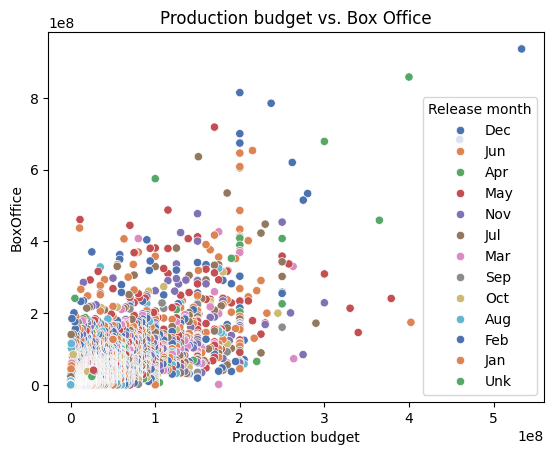 Production budget vs. Box Office
1e8
8
6
4
2
0
BoxOffice
Release month
Dec
Jun
Apr
May
Nov
Jul
Mar
Sep
Oct
Aug
Feb
Jan
Unk
0 1 2 3 4 5
Production budget
1e8